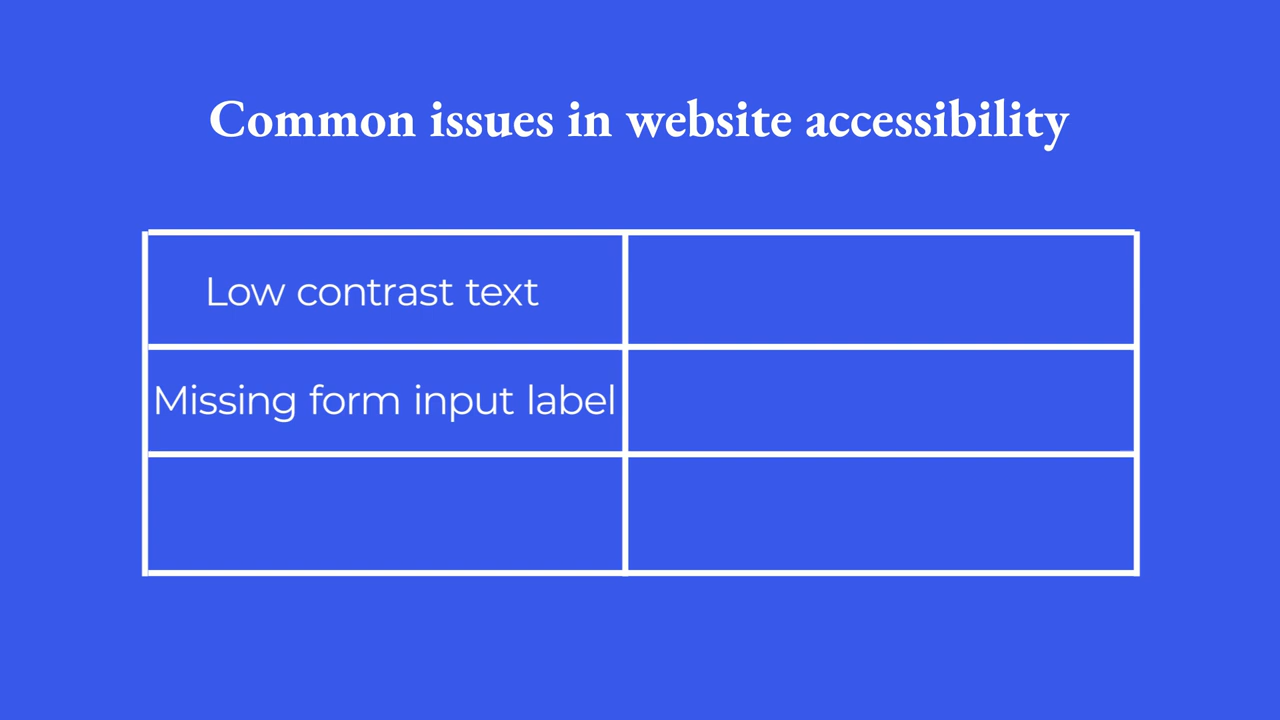 Common issues in website accessibility
Low contrast text
Missing form input label